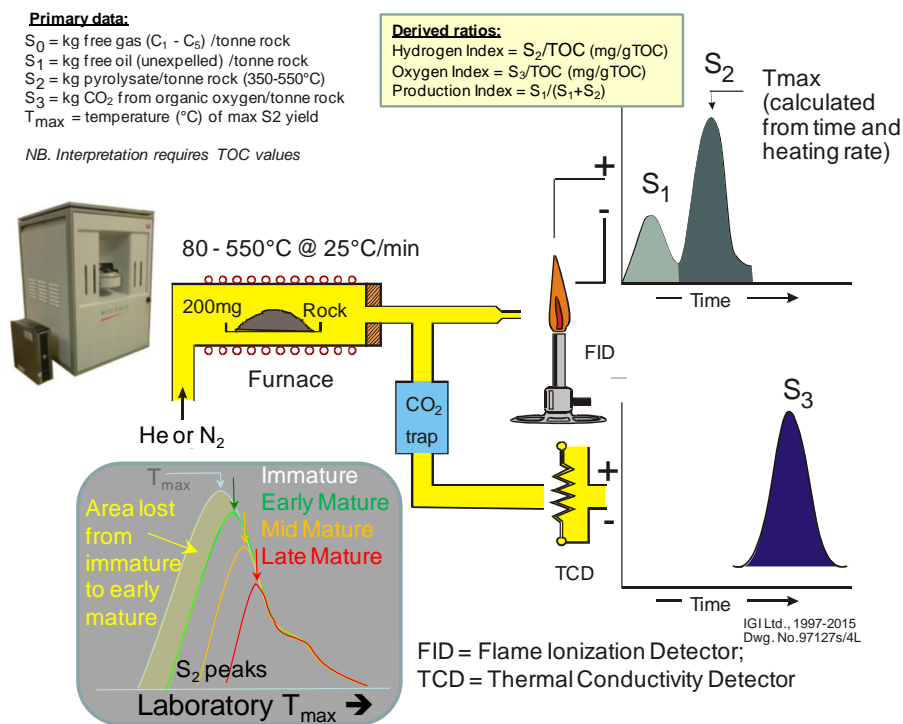 Primary data:
S₀ = kg free gas (C₁ - C₅) /tonne rock
S₁ = kg free oil (unexpelled) /tonne rock
S₂ = kg pyrolysate/tonne rock (350-550°C)
S₃ = kg CO₂ from organic oxygen/tonne rock
Tmax = temperature (°C) of max S2 yield
NB. Interpretation requires TOC values
Derived ratios:
Hydrogen Index = S₂/TOC (mg/gTOC)
Oxygen Index = S₃/TOC (mg/gTOC)
Production Index = S₁/(S₁+S₂)
S₂
Tmax
(calculated
from time and
heating rate)
S₁
+
-
Time
80 - 550°C @ 25°C/min
200mg
Rock
Furnace
He or N₂
FID
CO₂
trap
S₃
+
-
TCD
Time
IGI Ltd., 1997-2015
Dwg. No.97127s/4L
Tmax
Immature
Early Mature
Mid Mature
Late Mature
Area lost
from
immature
to early
mature
S₂ peaks
Laboratory Tmax ➔
FID = Flame Ionization Detector;
TCD = Thermal Conductivity Detector